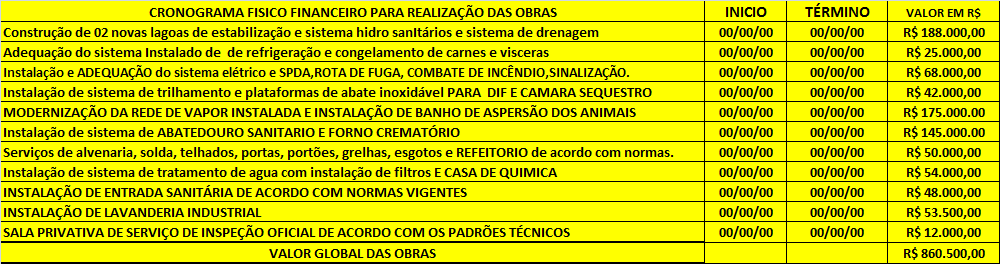 CRONOGRAMA FISICO FINANCEIRO PARA REALIZAÇÃO DAS OBRAS INICIO TÉRMINO VALOR EM R$
Construção de 02 novas lagoas de estabilização e sistema hidro sanItários e sistema de drenagem 00/00/00 00/00/00 R$ 188.000,00
Adequação do sistema Instalado de de refrigeração e congelamento de carnes e visceras 00/00/00 00/00/00 R$ 25.000,00
Instalação e ADEQUAÇÃO do sistema elétrico e SPDA,ROTA DE FUGA, COMBATE DE INCÊNDIO,SINALIZAÇÃO. 00/00/00 00/00/00 R$ 68.000,00
Instalação de sistema de trilhamento e plataformas de abate inoxidável PARA DIF E CAMARA SEQUESTRO 00/00/00 00/00/00 R$ 42.000,00
MODERNIZAÇÃO DA REDE DE VAPOR INSTALADA E INSTALAÇÃO DE BANHO DE ASPERSÃO DOS ANIMAIS 00/00/00 00/00/00 R$ 175.000.00
Instalação de sistema de ABATEDOURO SANITARIO E FORNO CREMATÓRIO 00/00/00 00/00/00 R$ 145.000.00
Serviços de alvenaria, solda, telhados, portas, portões, grelhas, esgotos e REFEITORIO de acordo com normas. 00/00/00 00/00/00 R$ 50.000,00
Instalação de sistema de tratamento de agua com instalação de filtros E CASA DE QUIMICA 00/00/00 00/00/00 R$ 54.000,00
INSTALAÇÃO DE ENTRADA SANITÁRIA DE ACORDO COM NORMAS VIGENTES 00/00/00 00/00/00 R$ 48.000,00
INSTALAÇÃO DE LAVANDERIA INDUSTRIAL 00/00/00 00/00/00 R$ 53.500,00
SALA PRIVATIVA DE SERVIÇO DE INSPEÇÃO OFICIAL DE ACORDO COM OS PADRÕES TÉCNICOS 00/00/00 00/00/00 R$ 12.000,00
VALOR GLOBAL DAS OBRAS R$ 860.500,00